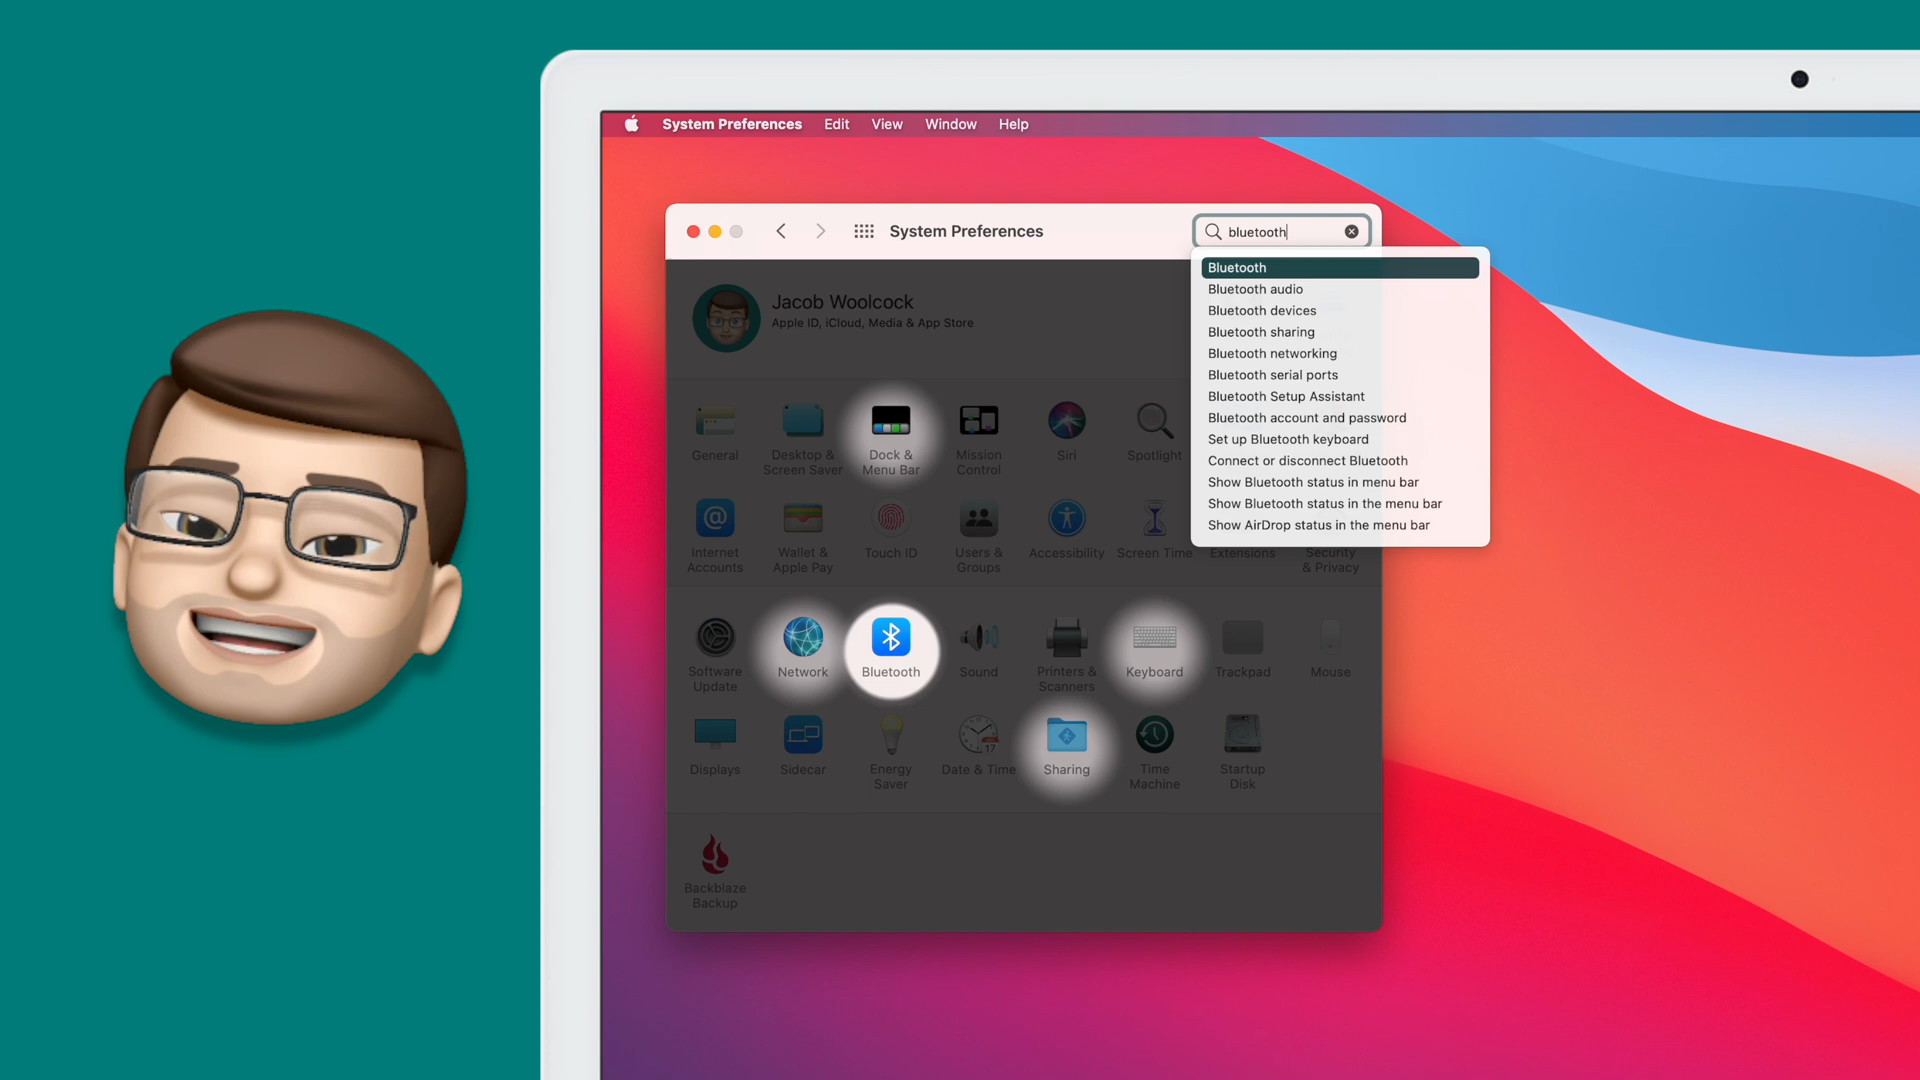 System Preferences Edit View Window Help
System Preferences
bluetooth
Jacob Woolcock
Apple ID, iCloud, Media & App Store
Bluetooth
Bluetooth audio
Bluetooth devices
Bluetooth sharing
Bluetooth networking
Bluetooth serial ports
Bluetooth Setup Assistant
Bluetooth account and password
Set up Bluetooth keyboard
Connect or disconnect Bluetooth
Show Bluetooth status in menu bar
Show Bluetooth status in the menu bar
Show AirDrop status in the menu bar
General
Desktop &
Screen Saver
Dock &
Menu Bar
Mission
Control
Siri
Spotlight
Internet
Accounts
Wallet &
Apple Pay
Touch ID
Users &
Groups
Accessibility
Screen Time
Extensions
Security
& Privacy
Software
Update
Network
Bluetooth
Sound
Printers &
Scanners
Keyboard
Trackpad
Mouse
Displays
Sidecar
Energy
Saver
17
Date & Time
Sharing
Time
Machine
Startup
Disk
Backblaze
Backup